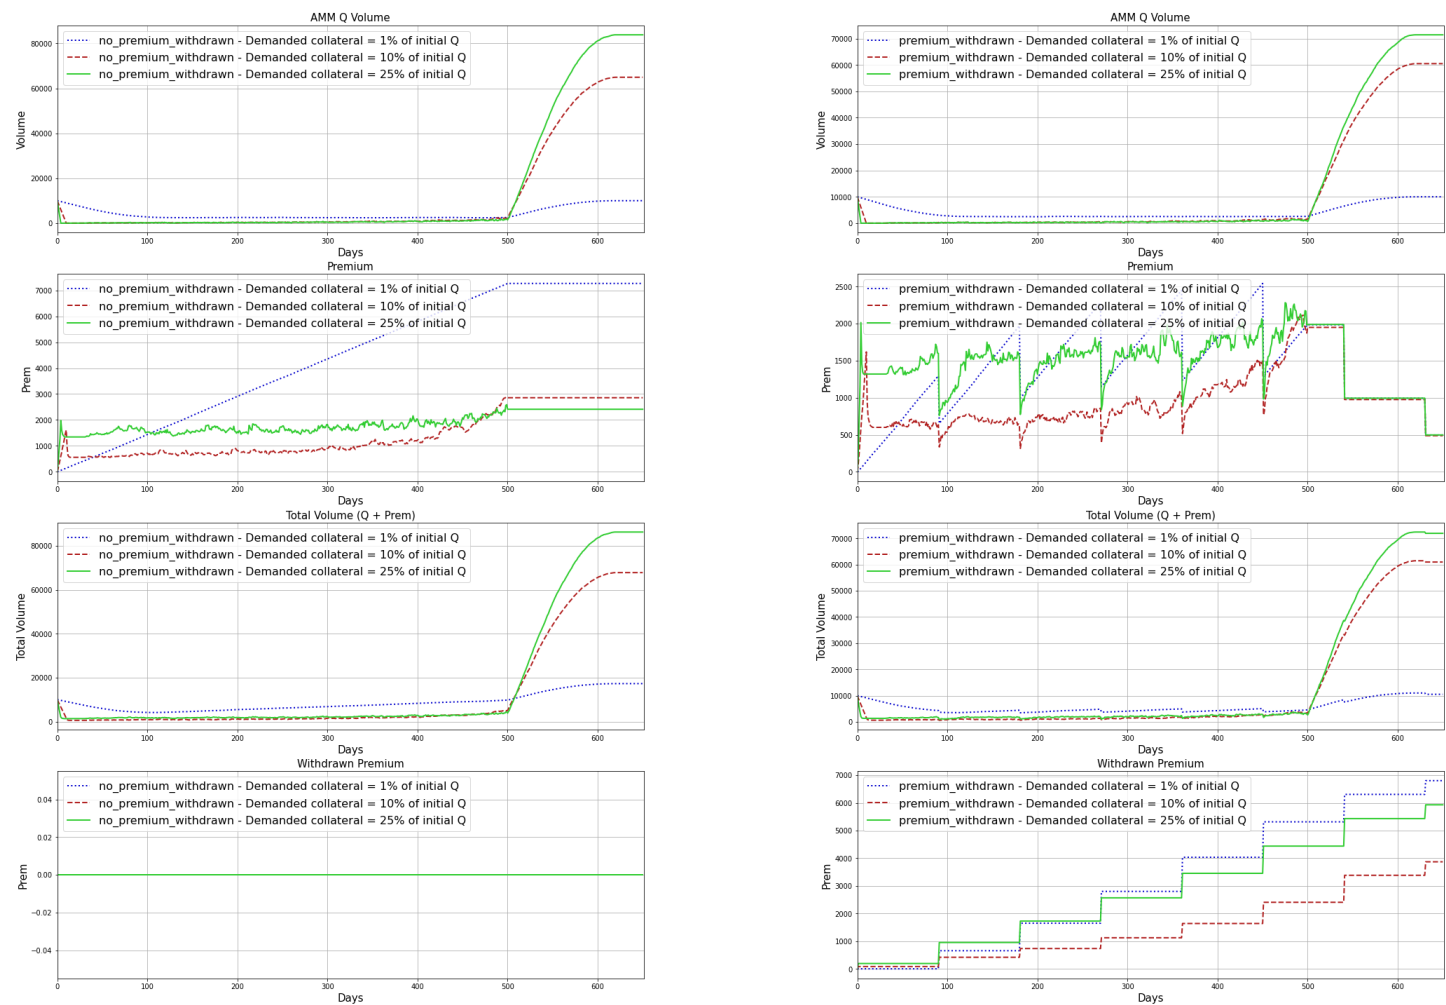 AMM Q Volume
no_premium_withdrawn - Demanded collateral = 1% of initial Q
no_premium_withdrawn - Demanded collateral = 10% of initial Q
no_premium_withdrawn - Demanded collateral = 25% of initial Q
Volume
80000
60000
40000
20000
0
0 100 200 300 400 500 600
Days
Premium
no_premium_withdrawn - Demanded collateral = 1% of initial Q
no_premium_withdrawn - Demanded collateral = 10% of initial Q
no_premium_withdrawn - Demanded collateral = 25% of initial Q
Prem
7000
6000
5000
4000
3000
2000
1000
0
0 100 200 300 400 500 600
Days
Total Volume (Q + Prem)
no_premium_withdrawn - Demanded collateral = 1% of initial Q
no_premium_withdrawn - Demanded collateral = 10% of initial Q
no_premium_withdrawn - Demanded collateral = 25% of initial Q
Total Volume
80000
60000
40000
20000
0
0 100 200 300 400 500 600
Days
Withdrawn Premium
no_premium_withdrawn - Demanded collateral = 1% of initial Q
no_premium_withdrawn - Demanded collateral = 10% of initial Q
no_premium_withdrawn - Demanded collateral = 25% of initial Q
Prem
0.04
0.02
0.00
−0.02
−0.04
0 100 200 300 400 500 600
Days
AMM Q Volume
premium_withdrawn - Demanded collateral = 1% of initial Q
premium_withdrawn - Demanded collateral = 10% of initial Q
premium_withdrawn - Demanded collateral = 25% of initial Q
Volume
70000
60000
50000
40000
30000
20000
10000
0
0 100 200 300 400 500 600
Days
Premium
premium_withdrawn - Demanded collateral = 1% of initial Q
premium_withdrawn - Demanded collateral = 10% of initial Q
premium_withdrawn - Demanded collateral = 25% of initial Q
Prem
2500
2000
1500
1000
500
0
0 100 200 300 400 500 600
Days
Total Volume (Q + Prem)
premium_withdrawn - Demanded collateral = 1% of initial Q
premium_withdrawn - Demanded collateral = 10% of initial Q
premium_withdrawn - Demanded collateral = 25% of initial Q
Total Volume
70000
60000
50000
40000
30000
20000
10000
0
0 100 200 300 400 500 600
Days
Withdrawn Premium
premium_withdrawn - Demanded collateral = 1% of initial Q
premium_withdrawn - Demanded collateral = 10% of initial Q
premium_withdrawn - Demanded collateral = 25% of initial Q
Prem
7000
6000
5000
4000
3000
2000
1000
0
0 100 200 300 400 500 600
Days